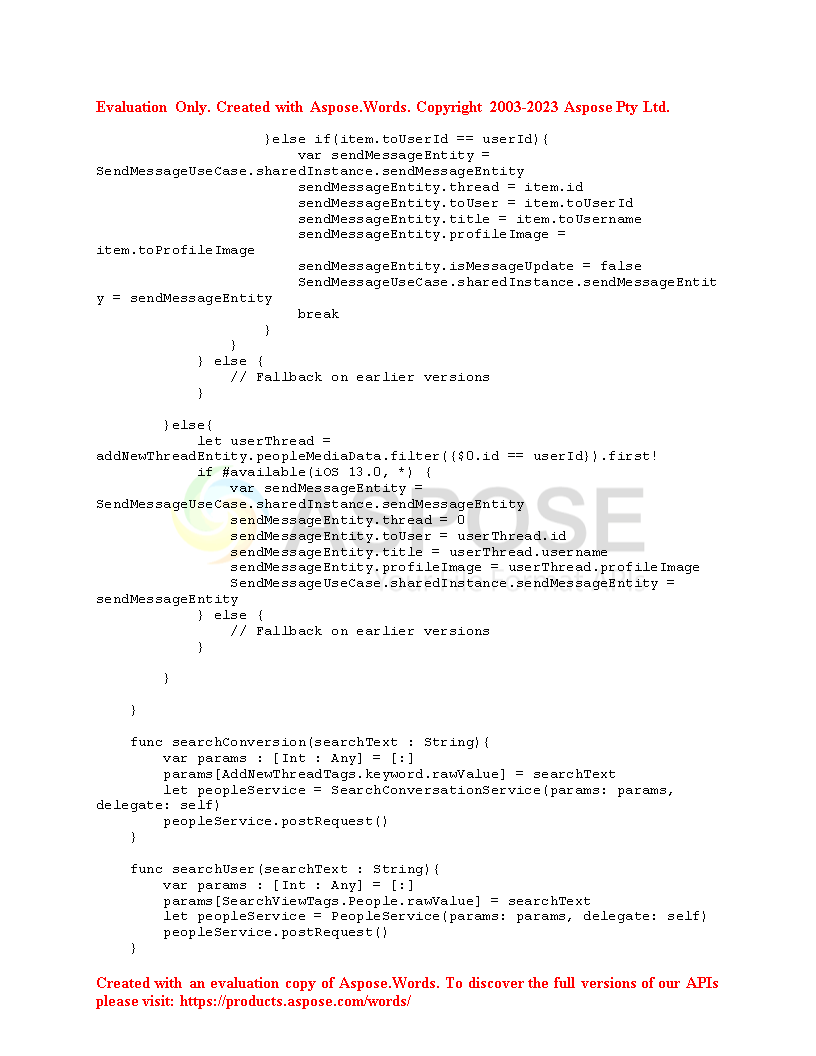 Evaluation Only. Created with Aspose.Words. Copyright 2003-2023 Aspose Pty Ltd.
                    }else if(item.toUserId == userId){
                        var sendMessageEntity =
SendMessageUseCase.sharedInstance.sendMessageEntity
                        sendMessageEntity.thread = item.id
                        sendMessageEntity.toUser = item.toUserId
                        sendMessageEntity.title = item.toUsername
                        sendMessageEntity.profileImage =
item.toProfileImage
                        sendMessageEntity.isMessageUpdate = false
                        SendMessageUseCase.sharedInstance.sendMessageEntit
y = sendMessageEntity
                        break
                    }
                }
            } else {
                // Fallback on earlier versions
            }

        }else{
            let userThread =
addNewThreadEntity.peopleMediaData.filter({$0.id == userId}).first!
            if #available(iOS 13.0, *) {
                var sendMessageEntity =
SendMessageUseCase.sharedInstance.sendMessageEntity
                sendMessageEntity.thread = 0
                sendMessageEntity.toUser = userThread.id
                sendMessageEntity.title = userThread.username
                sendMessageEntity.profileImage = userThread.profileImage
                SendMessageUseCase.sharedInstance.sendMessageEntity =
sendMessageEntity
            } else {
                // Fallback on earlier versions
            }

        }

    }

    func searchConversion(searchText : String){
        var params : [Int : Any] = [:]
        params[AddNewThreadTags.keyword.rawValue] = searchText
        let peopleService = SearchConversationService(params: params,
delegate: self)
        peopleService.postRequest()
    }

    func searchUser(searchText : String){
        var params : [Int : Any] = [:]
        params[SearchViewTags.People.rawValue] = searchText
        let peopleService = PeopleService(params: params, delegate: self)
        peopleService.postRequest()
    }
ASPOSE
Created with an evaluation copy of Aspose.Words. To discover the full versions of our APIs
please visit: https://products.aspose.com/words/